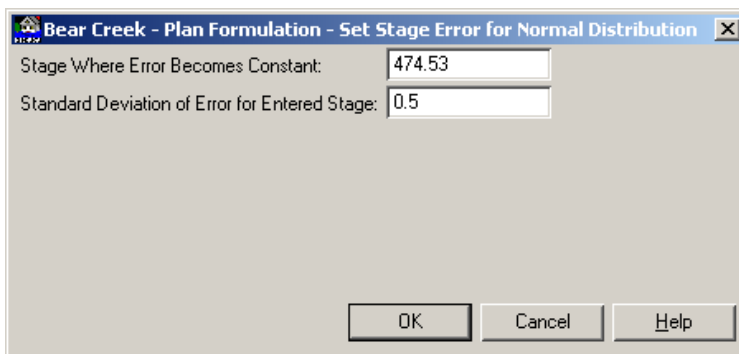 Bear Creek - Plan Formulation - Set Stage Error for Normal Distribution
Stage Where Error Becomes Constant: 474.53
Standard Deviation of Error for Entered Stage: 0.5
OK Cancel Help